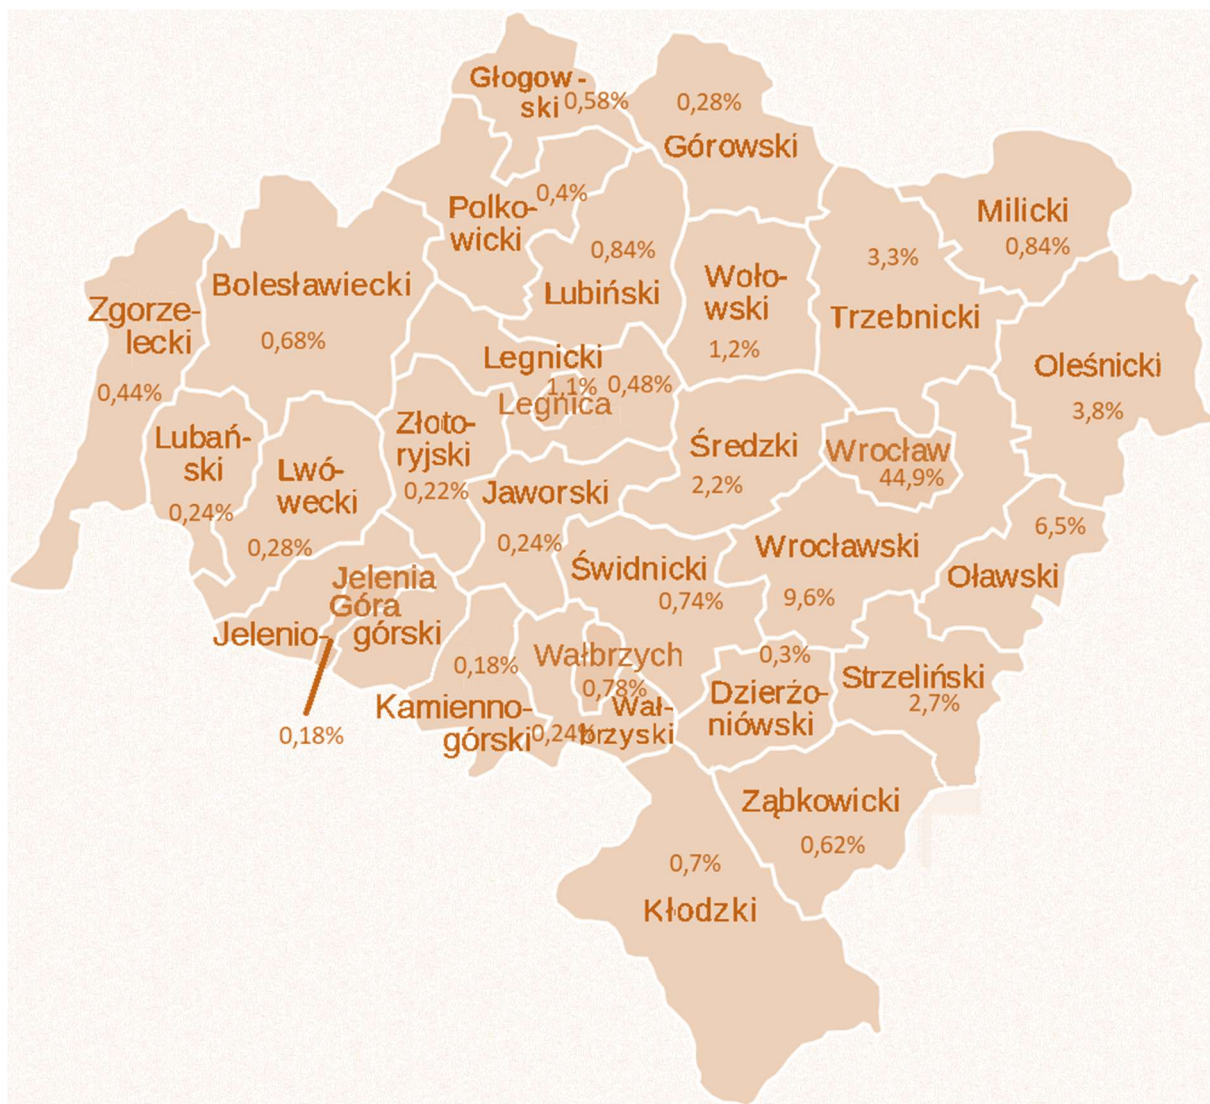 Głogow-
ski 0,58%
0,28%
Górowski
0,4%
Polko-
wicki
Milicki
0,84%
0,84%
Lubiński
3,3%
Trzebnicki
Woło-
wski
1,2%
Bolesławiecki
0,68%
Zgorze-
lecki
0,44%
Legnicki
1,1% 0,48%
Legnica
Oleśnicki
3,8%
Lubań-
ski
0,24%
Złoto-
ryjski
0,22%
Średzki
2,2%
Wrocław
44,9%
Lwó-
wecki
0,28%
Jaworski
0,24%
6,5%
Oławski
Wrocławski
9,6%
Świdnicki
0,74%
Jelenia
Góra
Jelenio-
górski
0,18%
0,18%
Kamienno-
górski
Wałbrzych
0,78%
Wał-
brzyski
0,24%
0,3%
Dzierżo-
niówski
Strzeliński
2,7%
Ząbkowicki
0,62%
0,7%
Kłodzki